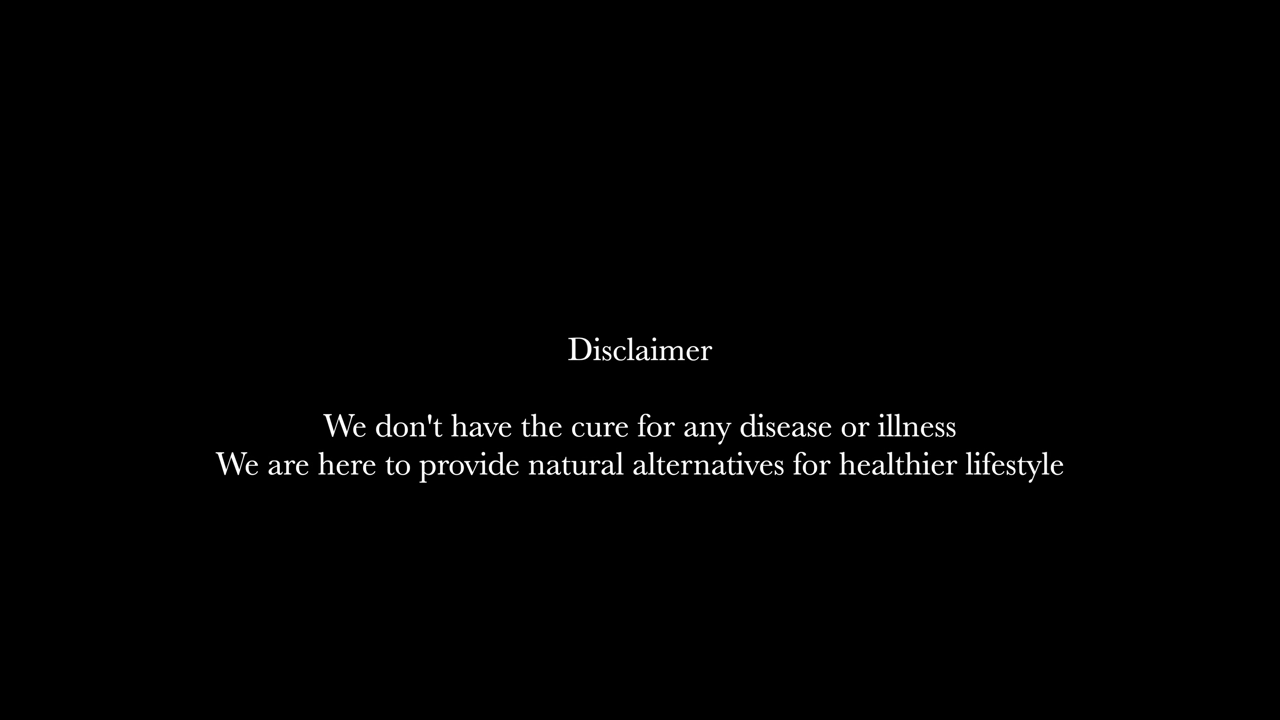 Disclaimer
We don't have the cure for any disease or illness
We are here to provide natural alternatives for healthier lifestyle